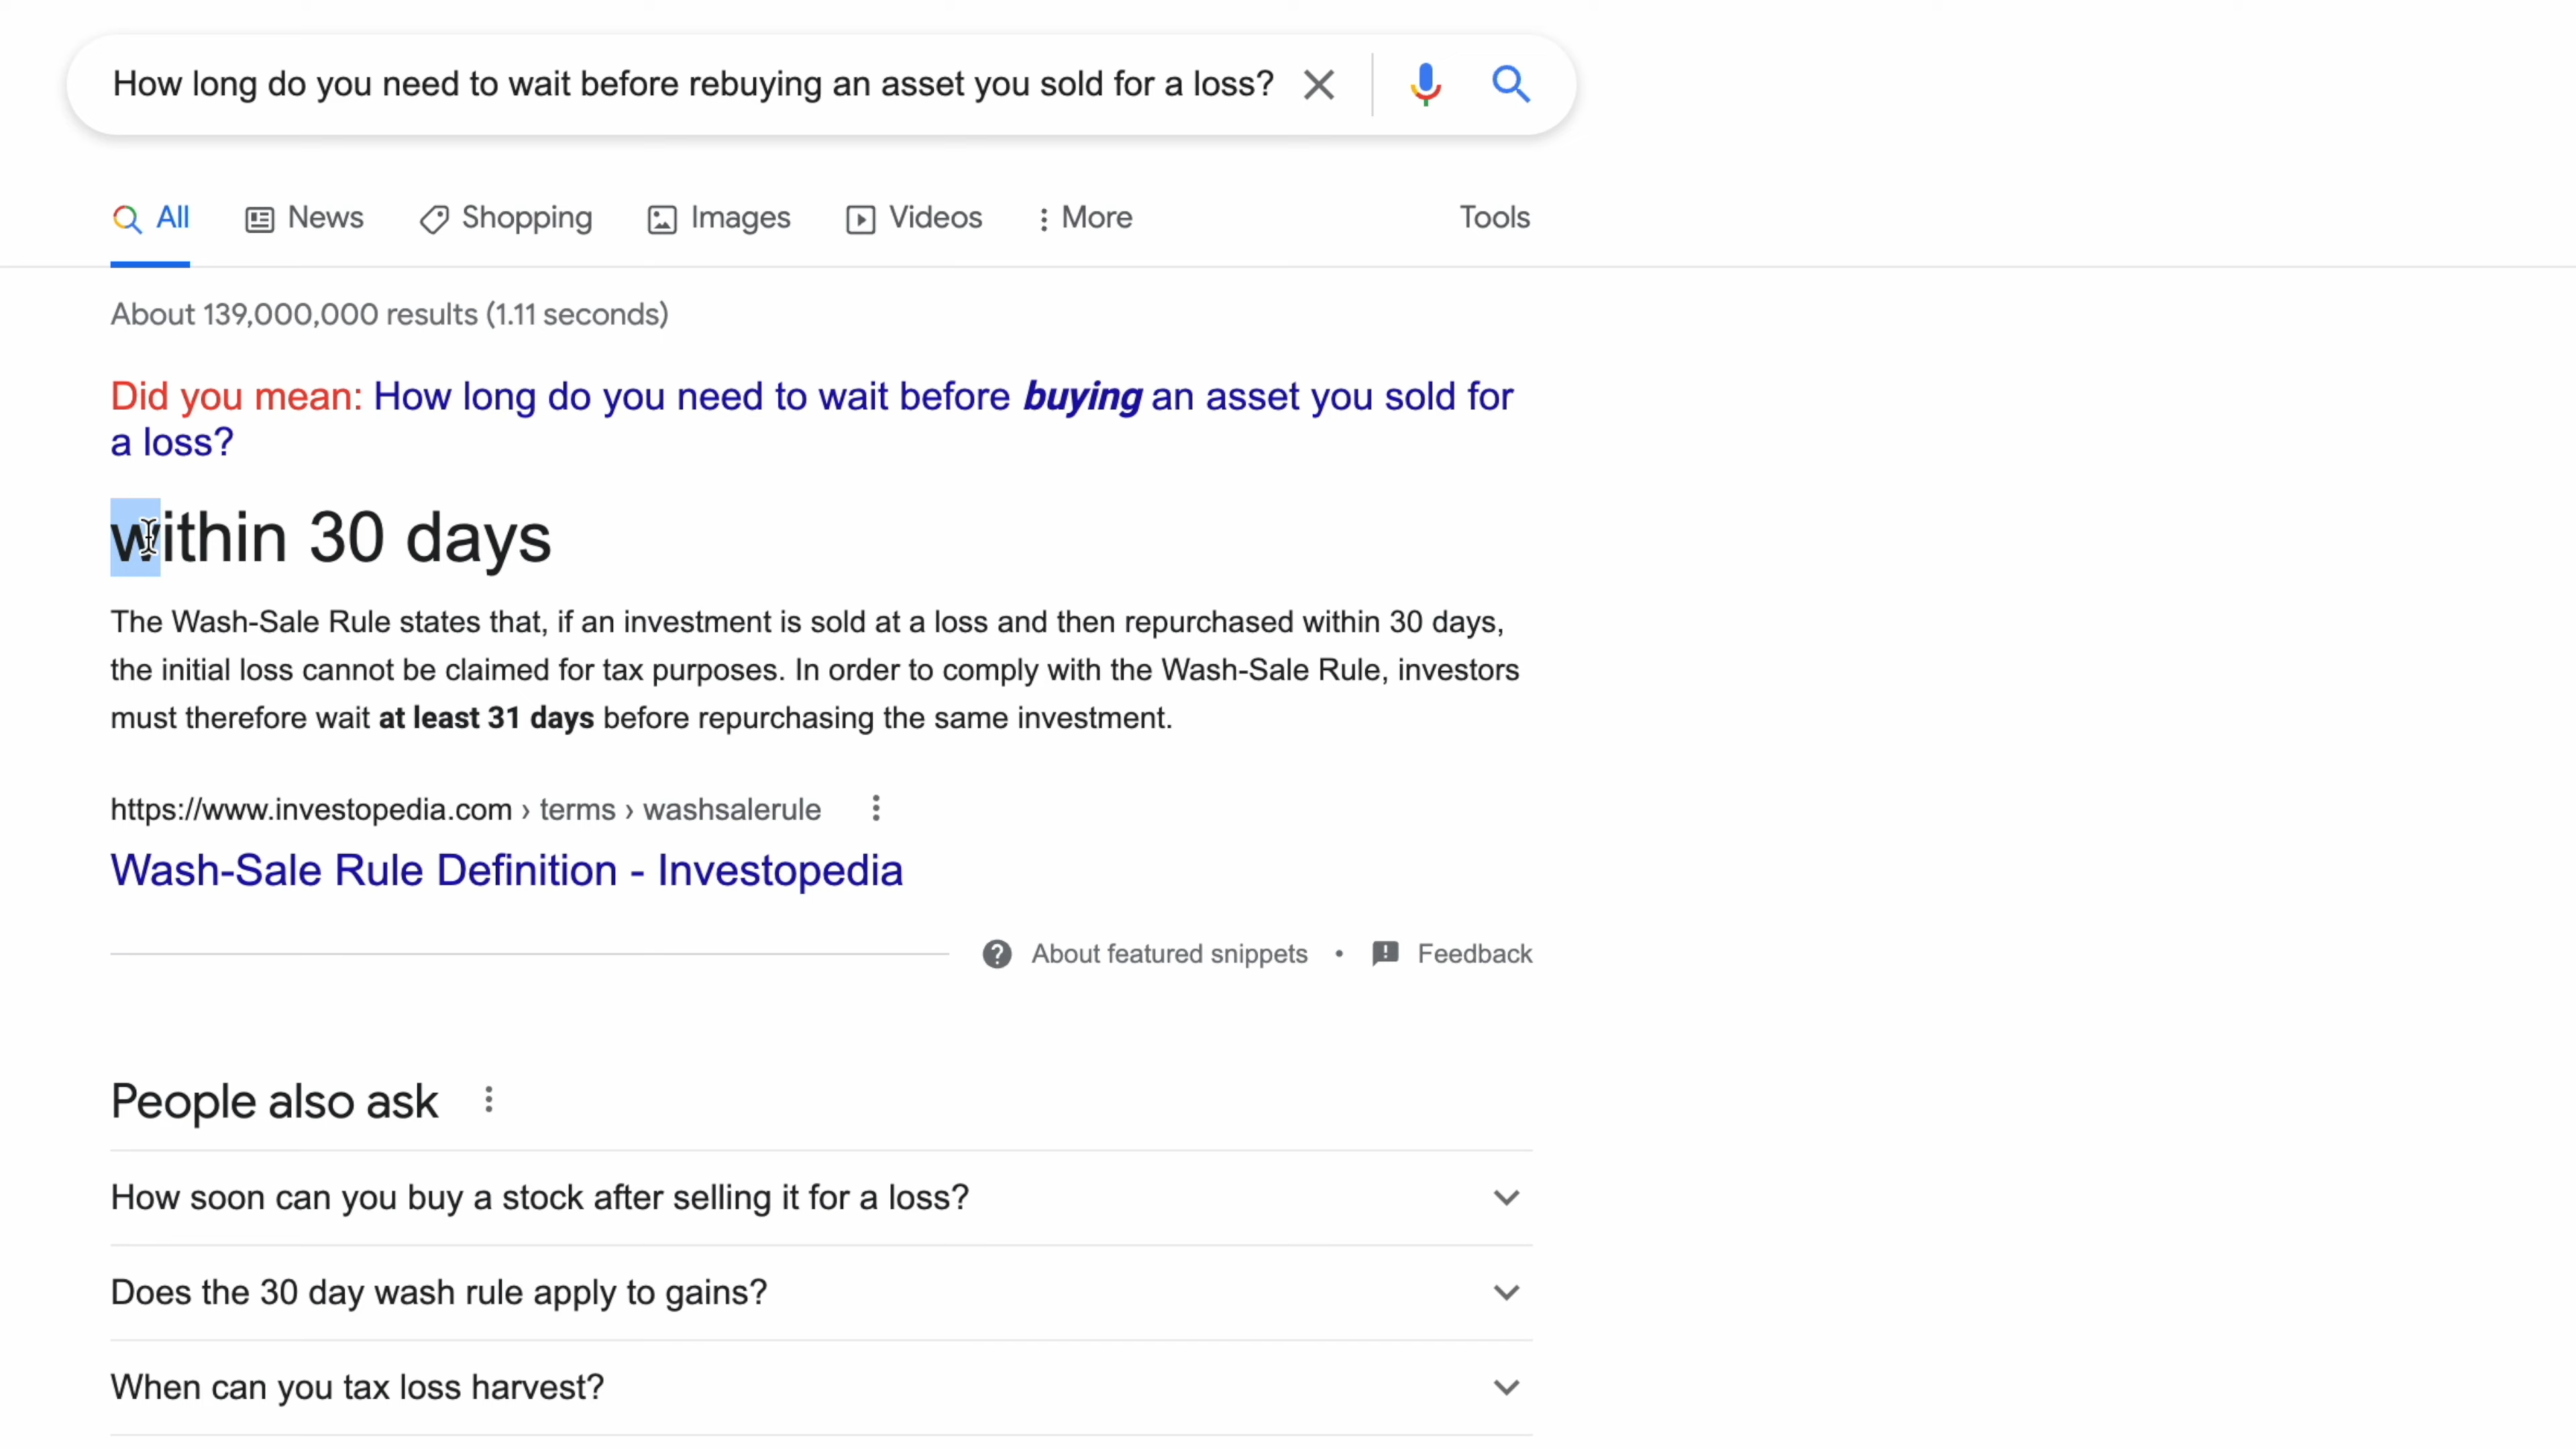 How long do you need to wait before rebuying an asset you sold for a loss?
All News Shopping Images Videos More Tools
About 139,000,000 results (1.11 seconds)
Did you mean: How long do you need to wait before buying an asset you sold for
a loss?
within 30 days
The Wash-Sale Rule states that, if an investment is sold at a loss and then repurchased within 30 days,
the initial loss cannot be claimed for tax purposes. In order to comply with the Wash-Sale Rule, investors
must therefore wait at least 31 days before repurchasing the same investment.
https://www.investopedia.com › terms › washsalerule
Wash-Sale Rule Definition - Investopedia
About featured snippets • Feedback
People also ask
How soon can you buy a stock after selling it for a loss?
Does the 30 day wash rule apply to gains?
When can you tax loss harvest?